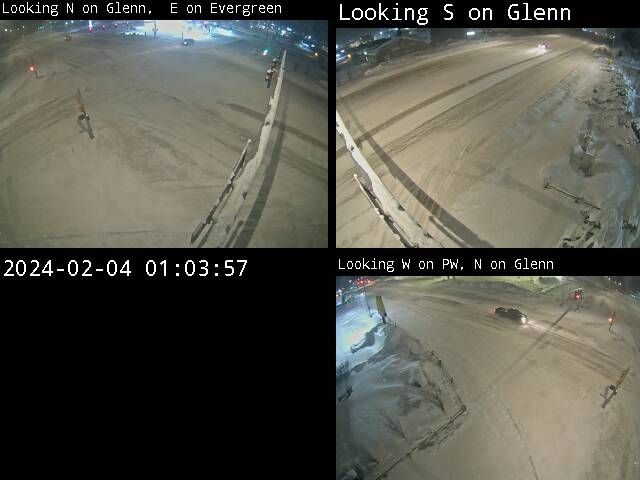 Looking N on Glenn, E on Evergreen
Looking S on Glenn
2024-02-04 01:03:57
Looking W on PW, N on Glenn